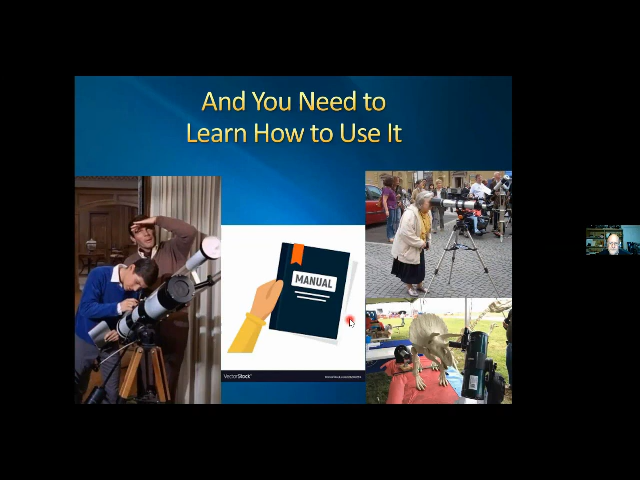 And You Need to
Learn How to Use It
MANUAL
VectorStock